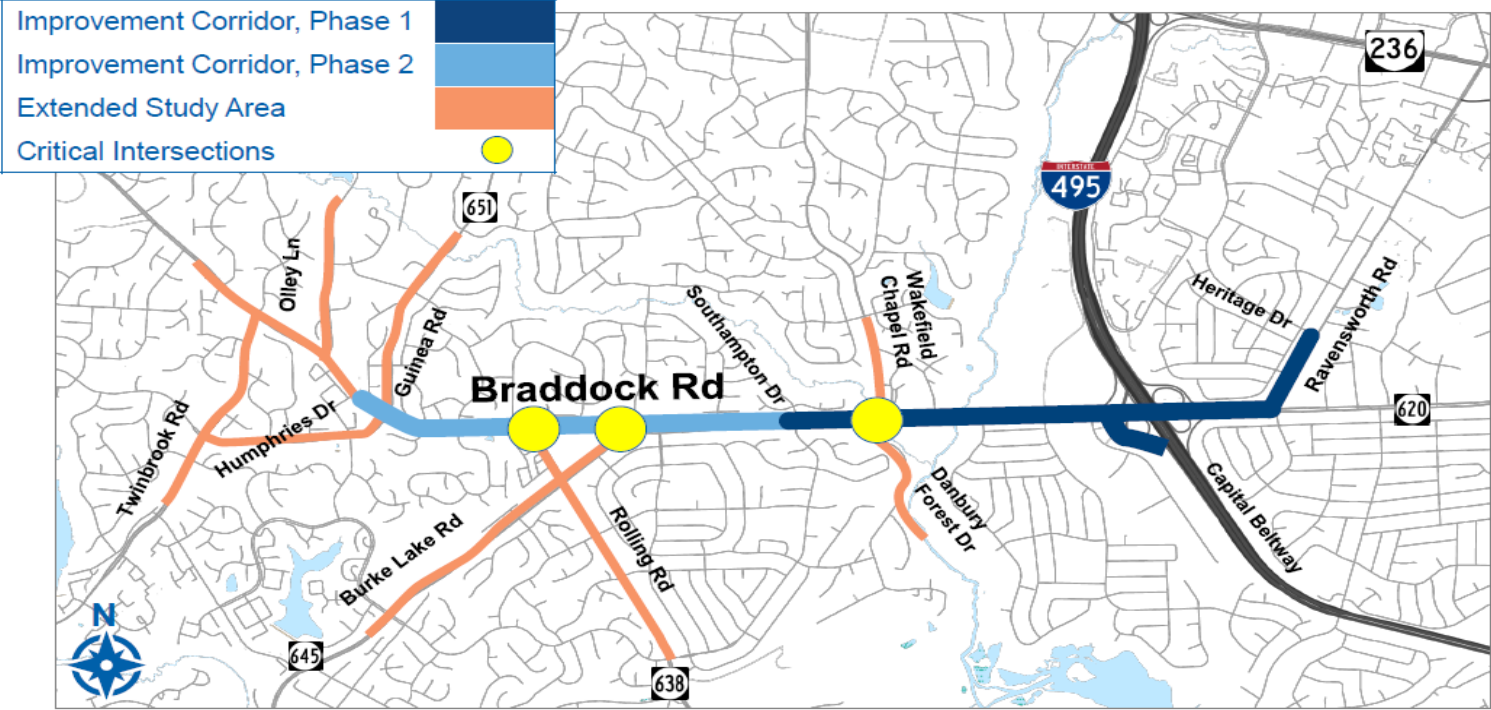 Improvement Corridor, Phase 1
Improvement Corridor, Phase 2
Extended Study Area
Critical Intersections
236
INTERSTATE
495
651
Olley Ln
Guinea Rd
Southampton Dr
Wakefield
Chapel Rd
Heritage Dr
Ravensworth Rd
Braddock Rd
620
Twinbrook Rd
Humphries Dr
Burke Lake Rd
Rolling Rd
Danbury
Forest Dr
Capital Beltway
N
645
638